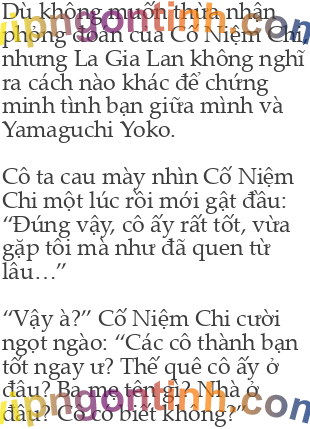 Dù không muốn thừa nhận
phỏng đoán của Cố Niệm Chi,
nhưng La Gia Lan không nghĩ
ra cách nào khác để chứng
minh tình bạn giữa mình và
Yamaguchi Yoko.
Cô ta cau mày nhìn Cố Niệm
Chi một lúc rồi mới gật đầu:
“Đúng vậy, cô ấy rất tốt, vừa
gặp tôi mà như đã quen từ
lâu…”
“Vậy à?” Cố Niệm Chi cười
ngọt ngào: “Các cô thành bạn
tốt ngay ư? Thế quê cô ấy ở
đâu? Ba mẹ tên gì? Nhà ở
đâu? Cô có biết không?”
vipngontinh.com
vipngontinh.com